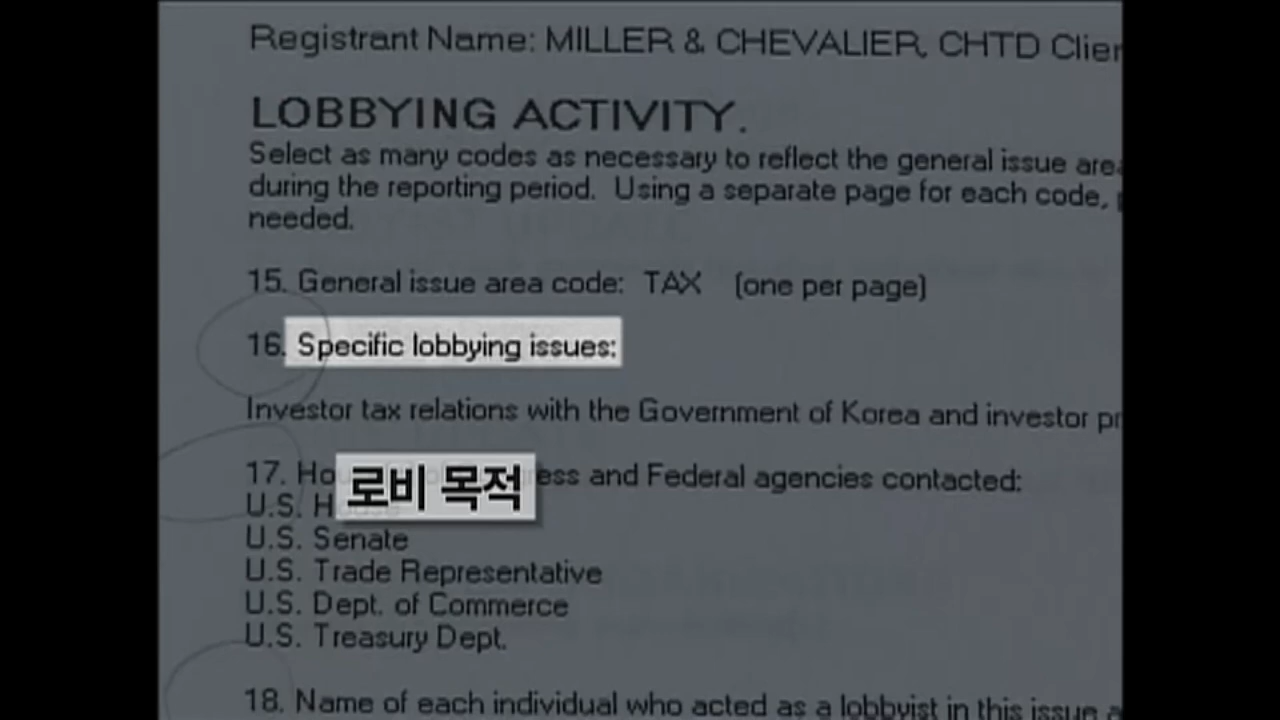 Registrant Name: MILLER & CHEVALIER, CHTD
LOBBYING ACTIVITY.
Select as many codes as necessary to reflect the general issue
during the reporting period. Using a separate page for each code,
needed.
15. General issue area code: TAX (one per page)
16. Specific lobbying issues:
Investor tax relations with the Government of Korea and investor
17. and Federal agencies contacted:
로비 목적
U.S.
U.S. Senate
U.S. Trade Representative
U.S. Dept. of Commerce
U.S. Treasury Dept.
18. Name of each individual who acted as a lobbyist in this issue